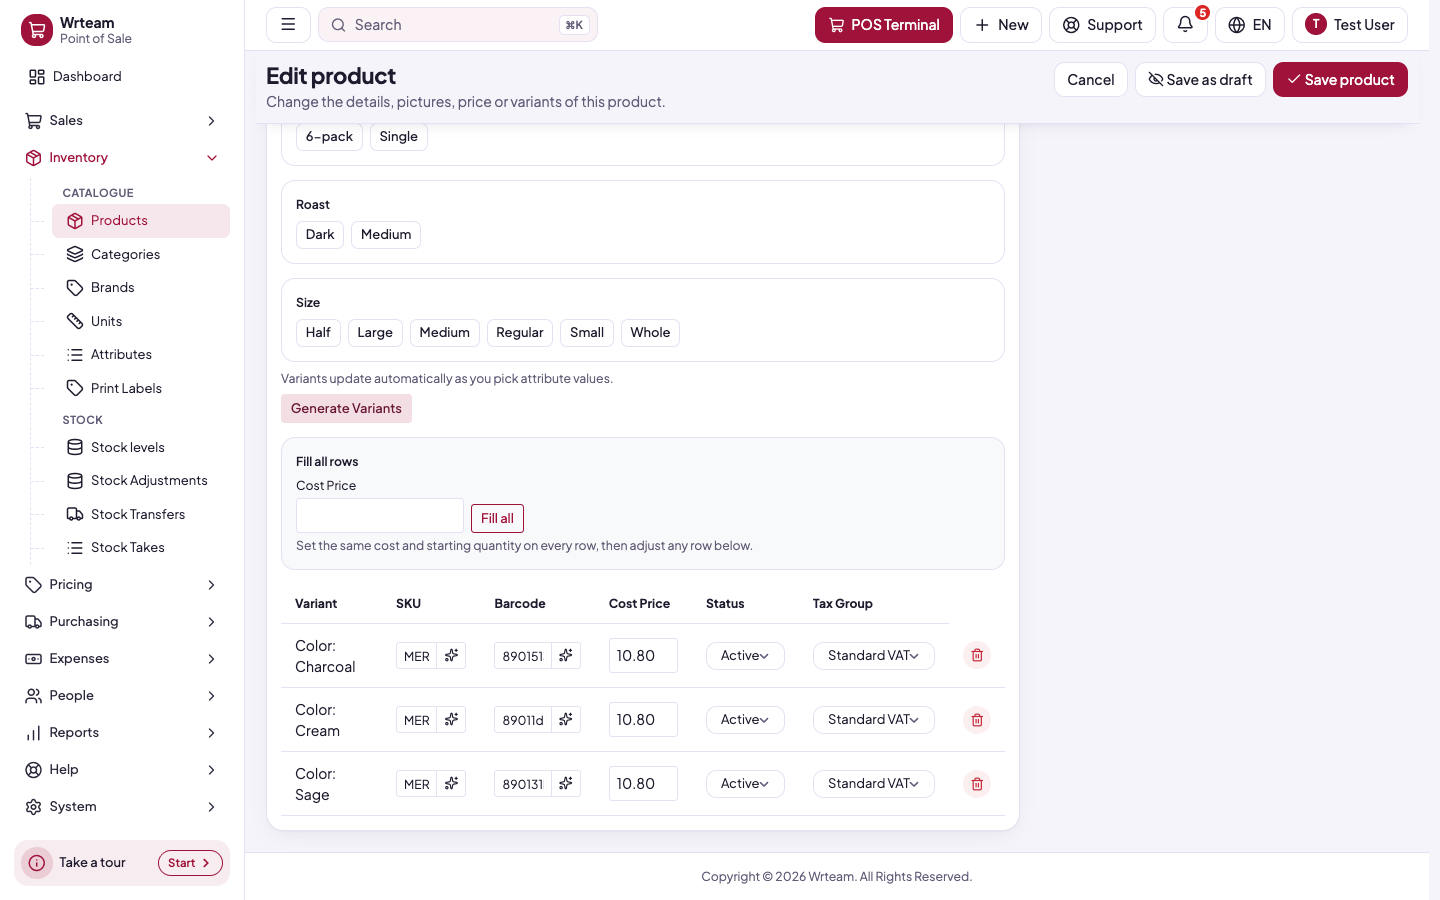 Wrteam
Point of Sale
Search ⌘K
POS Terminal
New
Support
5
EN
T Test User
Dashboard
Sales
Inventory
CATALOGUE
Products
Categories
Brands
Units
Attributes
Print Labels
STOCK
Stock levels
Stock Adjustments
Stock Transfers
Stock Takes
Pricing
Purchasing
Expenses
People
Reports
Help
System
Take a tour Start
Edit product
Change the details, pictures, price or variants of this product.
Cancel Save as draft Save product
6-pack Single
Roast
Dark Medium
Size
Half Large Medium Regular Small Whole
Variants update automatically as you pick attribute values.
Generate Variants
Fill all rows
Cost Price
Fill all
Set the same cost and starting quantity on every row, then adjust any row below.
Variant SKU Barcode Cost Price Status Tax Group
Color: Charcoal MER 890151 10.80 Active Standard VAT
Color: Cream MER 89011d 10.80 Active Standard VAT
Color: Sage MER 890131 10.80 Active Standard VAT
Copyright © 2026 Wrteam. All Rights Reserved.